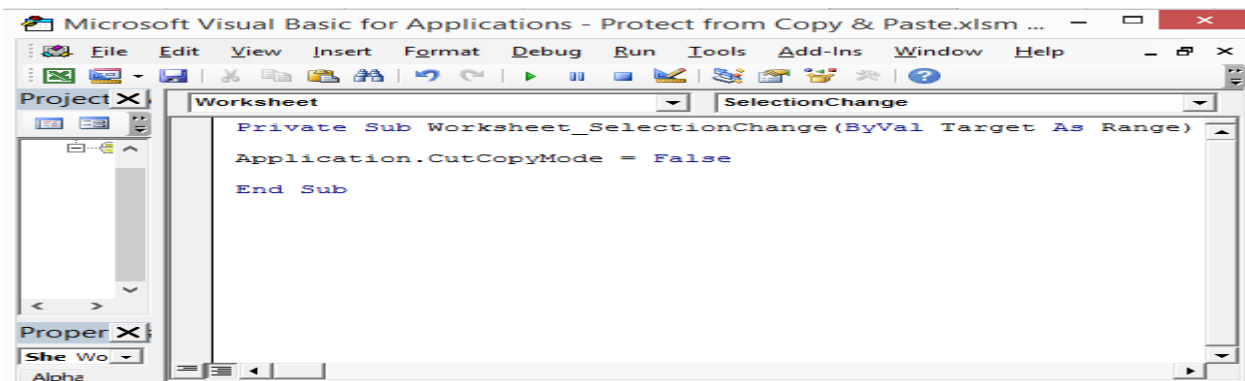 Microsoft Visual Basic for Applications - Protect from Copy & Paste.xlsm ...
File Edit View Insert Format Debug Run Tools Add-Ins Window Help
Project
Worksheet SelectionChange
Private Sub Worksheet_SelectionChange(ByVal Target As Range)
Application.CutCopyMode = False
End Sub
Proper
She Wo
Alpha